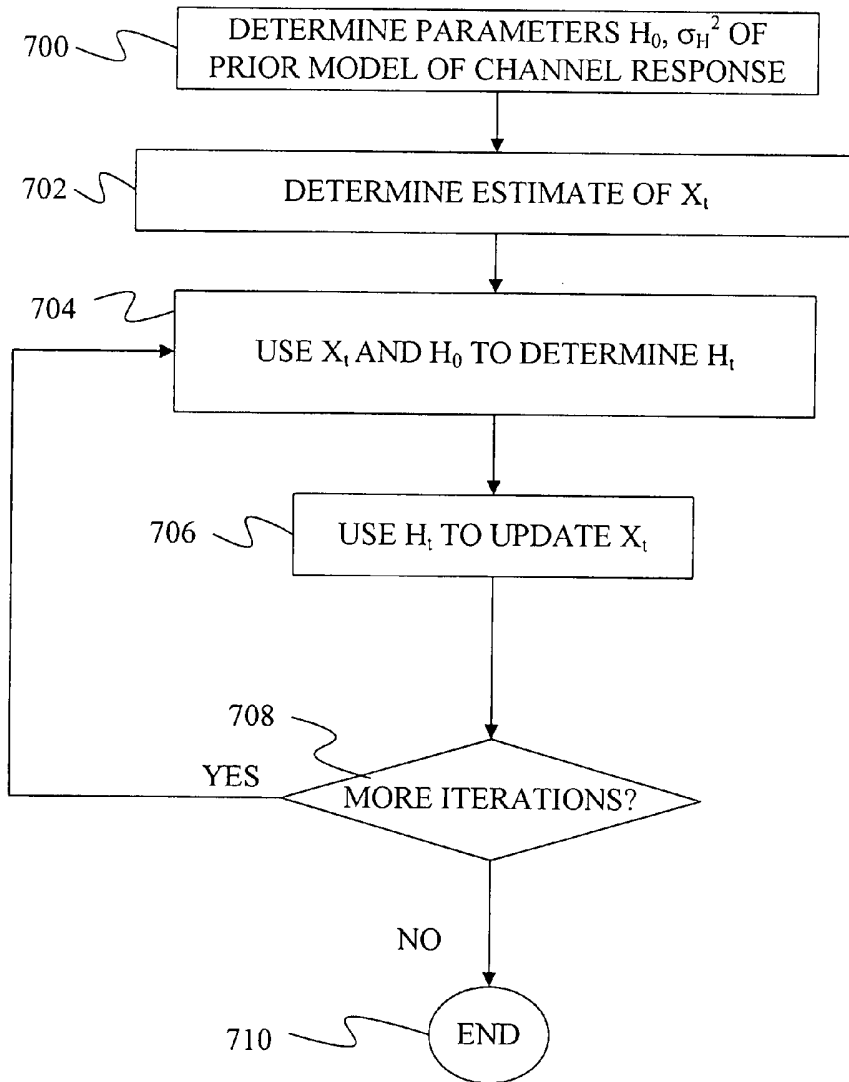 700
DETERMINE PARAMETERS H₀, σ_H² OF
PRIOR MODEL OF CHANNEL RESPONSE
702
DETERMINE ESTIMATE OF Xₜ
704
USE Xₜ AND H₀ TO DETERMINE Hₜ
706
USE Hₜ TO UPDATE Xₜ
708
YES
MORE ITERATIONS?
NO
710
END